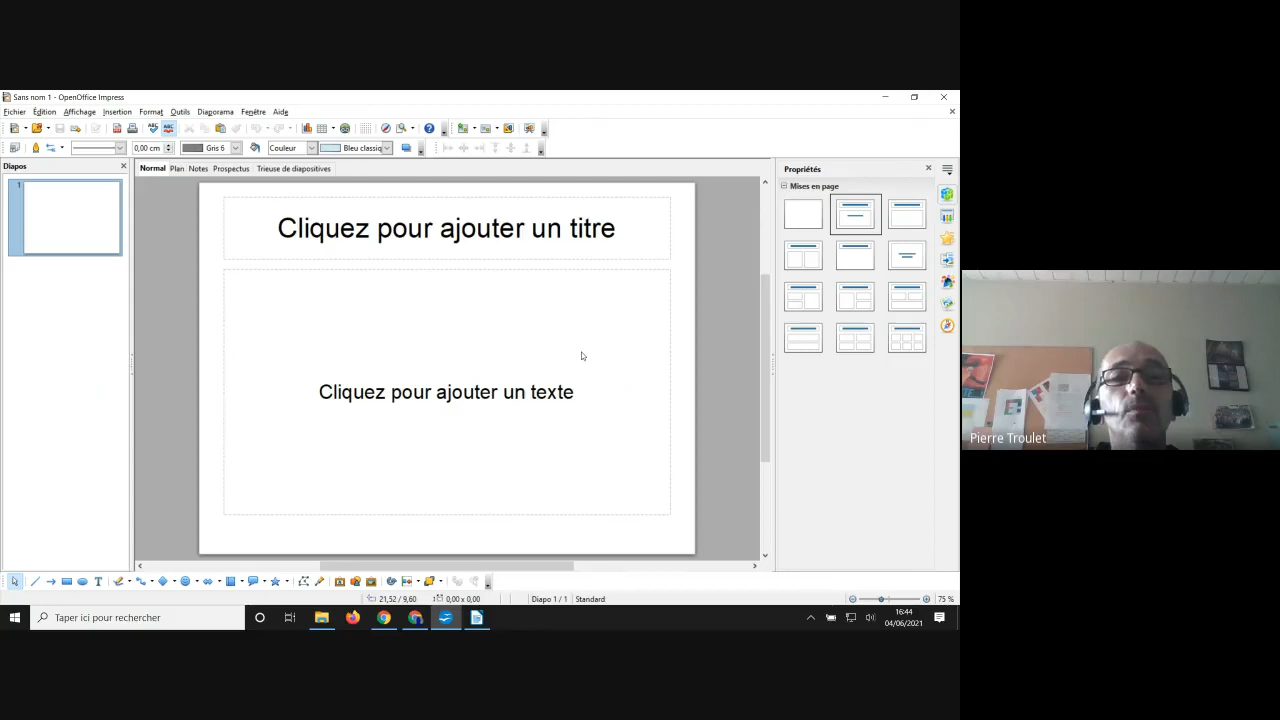 Sans nom 1 - OpenOffice Impress
Fichier Édition Affichage Insertion Format Outils Diaporama Fenêtre Aide
0,00 cm Gris 6 Couleur Bleu classiq
Diapos
Normal Plan Notes Prospectus Trieuse de diapositives
Propriétés
Mises en page
1
Cliquez pour ajouter un titre
Cliquez pour ajouter un texte
Pierre Troulet
21,52 / 9,60 0,00 x 0,00 Diapo 1 / 1 Standard 75 %
Taper ici pour rechercher
16:44
04/06/2021